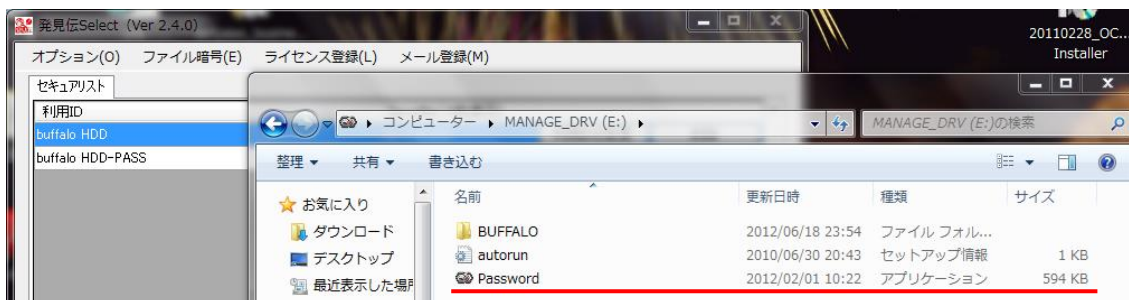 発見伝Select (Ver 2.4.0)
20110228_OC...
Installer
オプション(O) ファイル暗号(E) ライセンス登録(L) メール登録(M)
セキュアリスト
利用ID
buffalo HDD
buffalo HDD-PASS
コンピューター MANAGE_DRV (E:)
MANAGE_DRV (E:)の検索
整理 共有 書き込む
お気に入り
ダウンロード
デスクトップ
最近表示した場所
名前 更新日時 種類 サイズ
BUFFALO 2012/06/18 23:54 ファイル フォル...
autorun 2010/06/30 20:43 セットアップ情報 1 KB
Password 2012/02/01 10:22 アプリケーション 594 KB